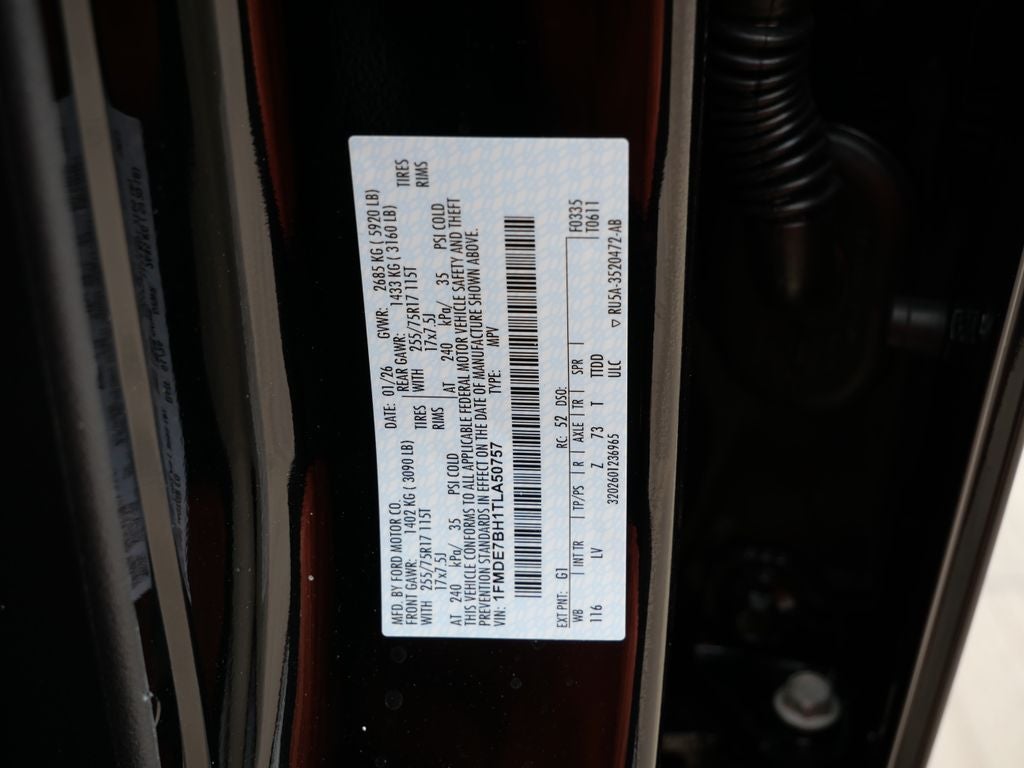 MFD. BY FORD MOTOR CO.
DATE: 01/26 GVWR: 2685 KG ( 5920 LB)
FRONT GAWR: 1402 KG ( 3090 LB) REAR GAWR: 1433 KG ( 3160 LB)
WITH 255/75R17 115T TIRES WITH 255/75R17 115T TIRES
17x7.5J RIMS 17x7.5J RIMS
AT 240 kPa/ 35 PSI COLD AT 240 kPa/ 35 PSI COLD
THIS VEHICLE CONFORMS TO ALL APPLICABLE FEDERAL MOTOR VEHICLE SAFETY AND THEFT
PREVENTION STANDARDS IN EFFECT ON THE DATE OF MANUFACTURE SHOWN ABOVE.
VIN: 1FMDE7BH1TLA50757 TYPE: MPV
EXT PNT: G1 RC: 52 DSO: F0335
WB INT TR TP/PS R AXLE TR SPR T0611
116 LV Z 73 T TTDD
3202601236965 ULC ▽ RU5A-3520472-AB